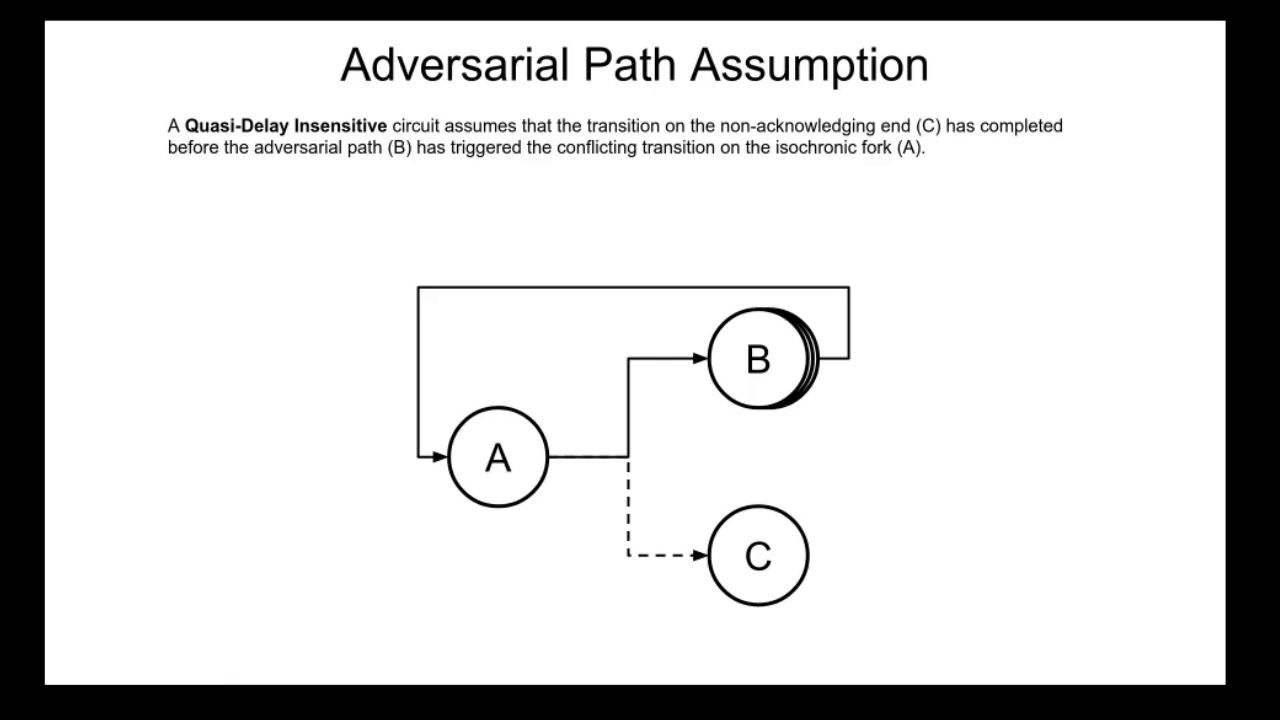 Adversarial Path Assumption
A Quasi-Delay Insensitive circuit assumes that the transition on the non-acknowledging end (C) has completed
before the adversarial path (B) has triggered the conflicting transition on the isochronic fork (A).
B
A
C